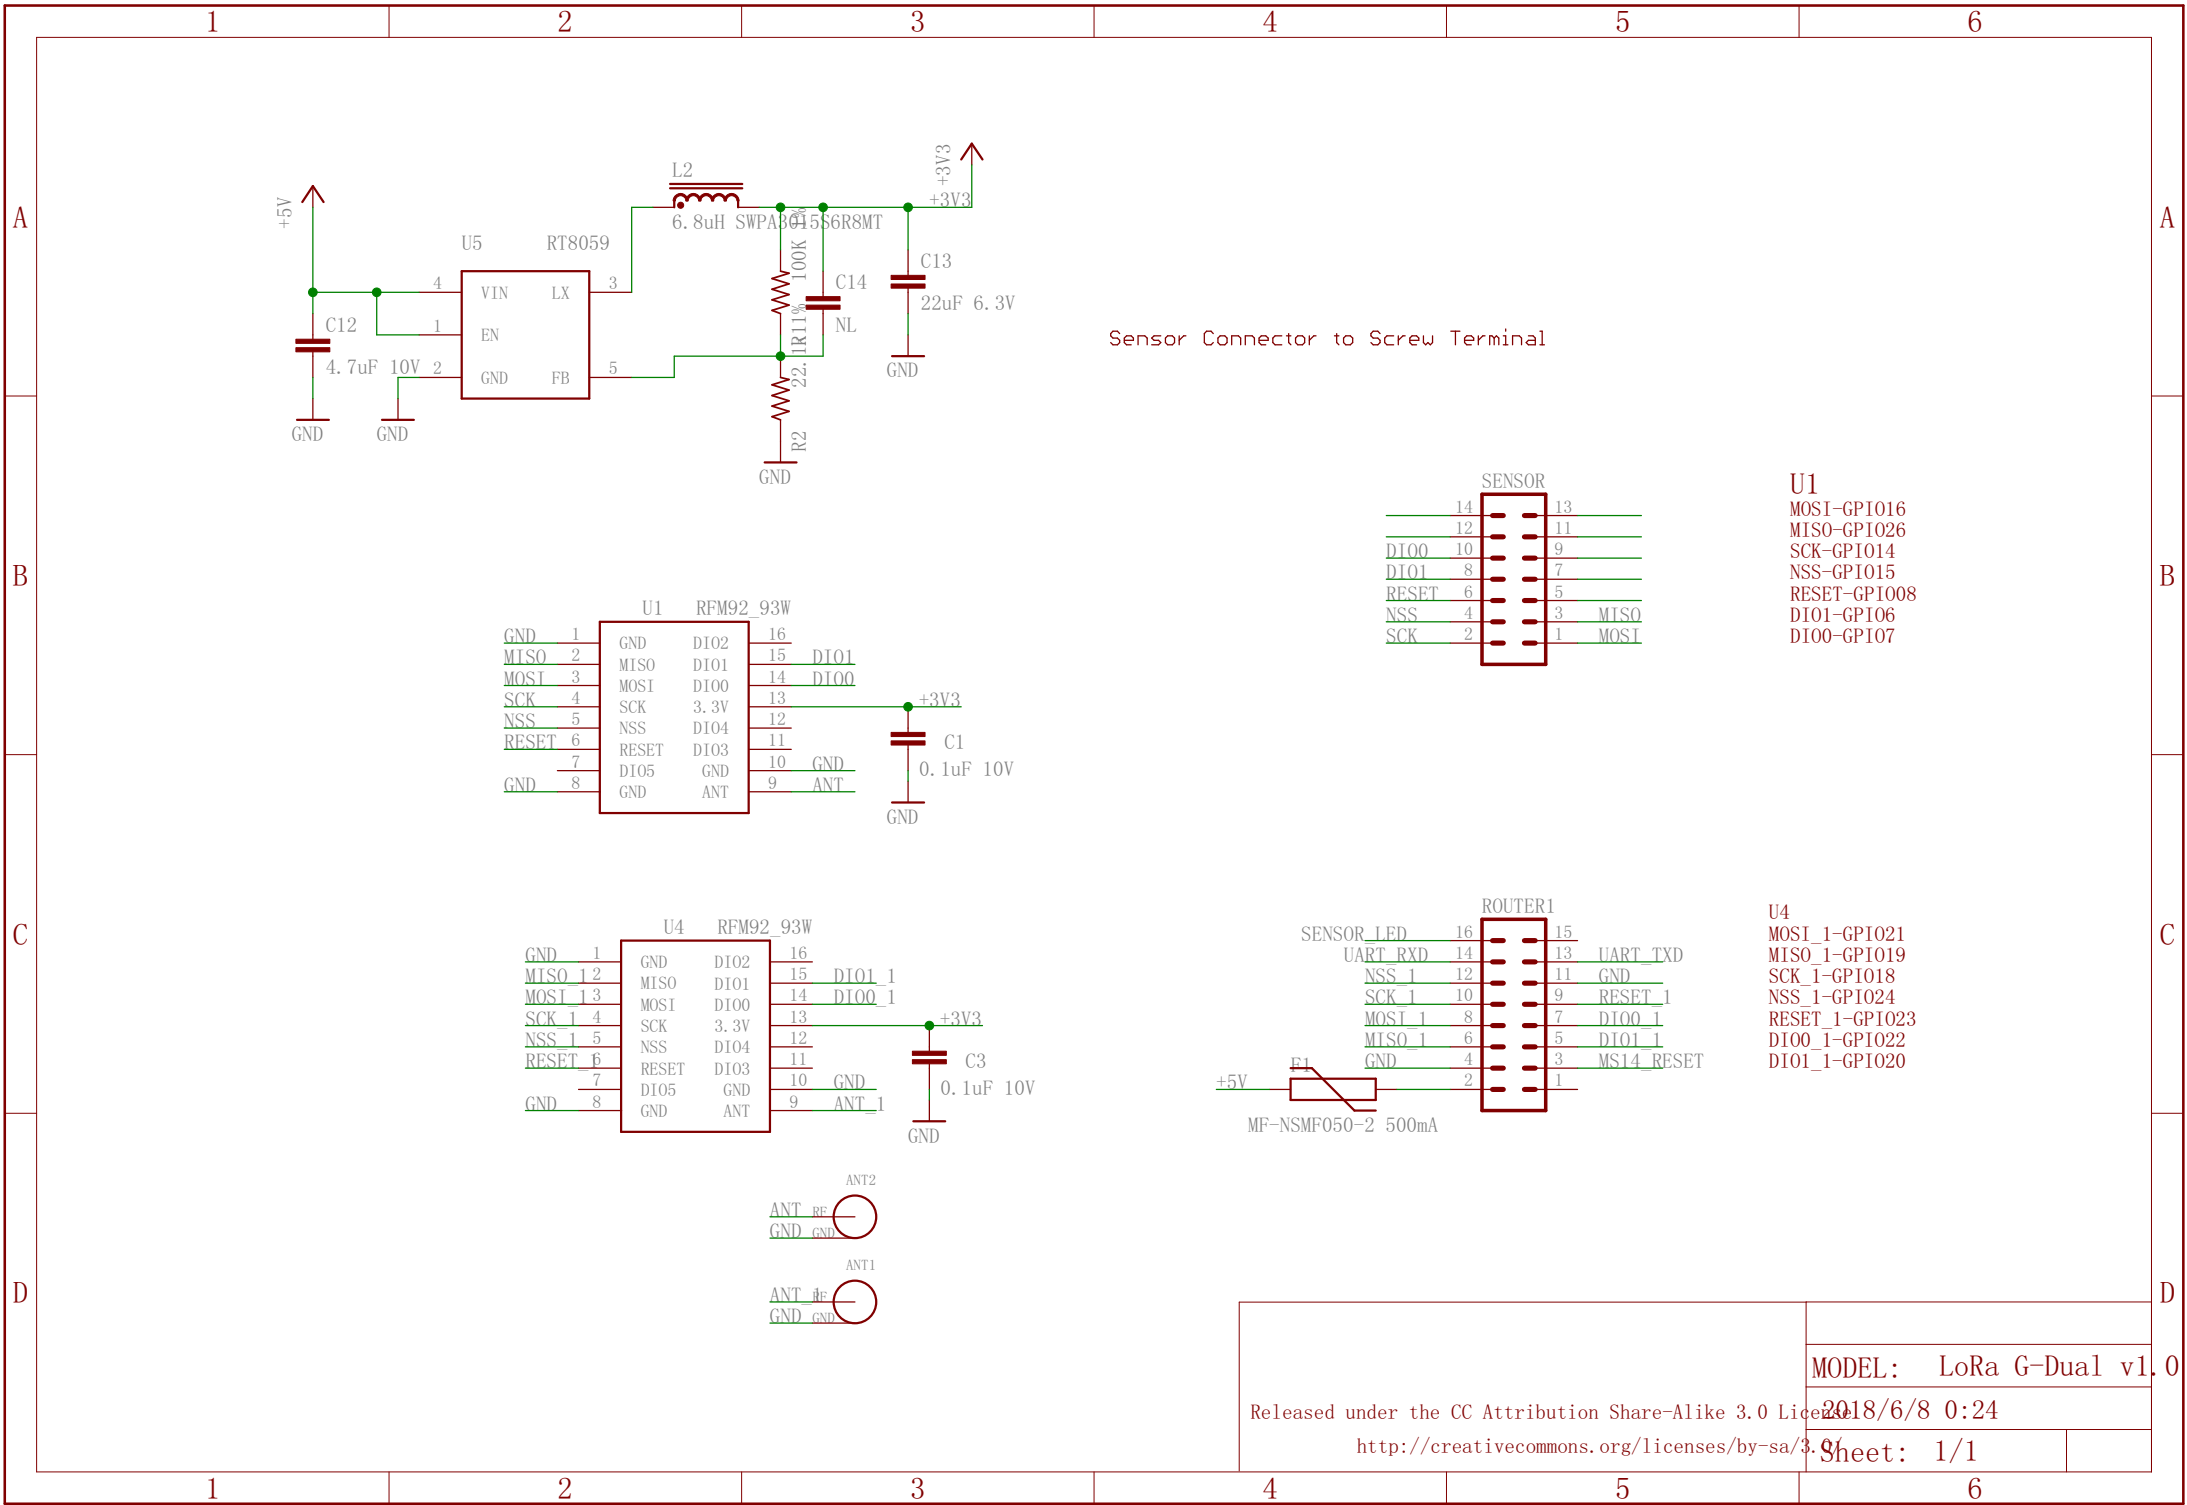 1 2 3 4 5 6
A A
B B
C C
D D
+5V
U5 RT8059
4 VIN LX 3
1 EN
2 GND FB 5
C12
4.7uF 10V
GND
GND
L2
6.8uH SWPA3015S6R8MT
100K 1%
R1
22.1K 1%
R2
GND
C14
NL
C13
22uF 6.3V
GND
+3V3
+3V3
Sensor Connector to Screw Terminal
U1 RFM92_93W
GND 1 GND DIO2 16
MISO 2 MISO DIO1 15 DIO1
MOSI 3 MOSI DIO0 14 DIO0
SCK 4 SCK 3.3V 13 +3V3
NSS 5 NSS DIO4 12
RESET 6 RESET DIO3 11
7 DIO5 GND 10 GND
GND 8 GND ANT 9 ANT
C1
0.1uF 10V
GND
SENSOR
14 13
12 11
DIO0 10 9
DIO1 8 7
RESET 6 5
NSS 4 3 MISO
SCK 2 1 MOSI
U1
MOSI-GPIO16
MISO-GPIO26
SCK-GPIO14
NSS-GPIO15
RESET-GPIO08
DIO1-GPIO6
DIO0-GPIO7
U4 RFM92_93W
GND 1 GND DIO2 16
MISO_1 2 MISO DIO1 15 DIO1_1
MOSI_1 3 MOSI DIO0 14 DIO0_1
SCK_1 4 SCK 3.3V 13 +3V3
NSS_1 5 NSS DIO4 12
RESET_1 6 RESET DIO3 11
7 DIO5 GND 10 GND
GND 8 GND ANT 9 ANT_1
C3
0.1uF 10V
GND
ROUTER1
SENSOR_LED 16 15
UART_RXD 14 13 UART_TXD
NSS_1 12 11 GND
SCK_1 10 9 RESET_1
MOSI_1 8 7 DIO0_1
MISO_1 6 5 DIO1_1
GND 4 3 MS14_RESET
+5V F1 2 1
MF-NSMF050-2 500mA
U4
MOSI_1-GPIO21
MISO_1-GPIO19
SCK_1-GPIO18
NSS_1-GPIO24
RESET_1-GPIO23
DIO0_1-GPIO22
DIO1_1-GPIO20
ANT2
ANT RF
GND GND
ANT1
ANT_1 RF
GND GND
MODEL: LoRa G-Dual v1.0
Released under the CC Attribution Share-Alike 3.0 License
2018/6/8 0:24
http://creativecommons.org/licenses/by-sa/3.0/
Sheet: 1/1
1 2 3 4 5 6